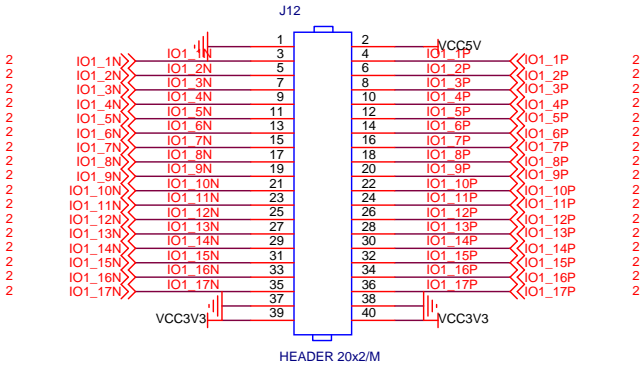 J12
1 2 VCC5V
2 IO1_1N IO1_1N 3 4 IO1_1P IO1_1P 2
2 IO1_2N IO1_2N 5 6 IO1_2P IO1_2P 2
2 IO1_3N IO1_3N 7 8 IO1_3P IO1_3P 2
2 IO1_4N IO1_4N 9 10 IO1_4P IO1_4P 2
2 IO1_5N IO1_5N 11 12 IO1_5P IO1_5P 2
2 IO1_6N IO1_6N 13 14 IO1_6P IO1_6P 2
2 IO1_7N IO1_7N 15 16 IO1_7P IO1_7P 2
2 IO1_8N IO1_8N 17 18 IO1_8P IO1_8P 2
2 IO1_9N IO1_9N 19 20 IO1_9P IO1_9P 2
2 IO1_10N IO1_10N 21 22 IO1_10P IO1_10P 2
2 IO1_11N IO1_11N 23 24 IO1_11P IO1_11P 2
2 IO1_12N IO1_12N 25 26 IO1_12P IO1_12P 2
2 IO1_13N IO1_13N 27 28 IO1_13P IO1_13P 2
2 IO1_14N IO1_14N 29 30 IO1_14P IO1_14P 2
2 IO1_15N IO1_15N 31 32 IO1_15P IO1_15P 2
2 IO1_16N IO1_16N 33 34 IO1_16P IO1_16P 2
2 IO1_17N IO1_17N 35 36 IO1_17P IO1_17P 2
37 38
VCC3V3 39 40 VCC3V3
HEADER 20x2/M